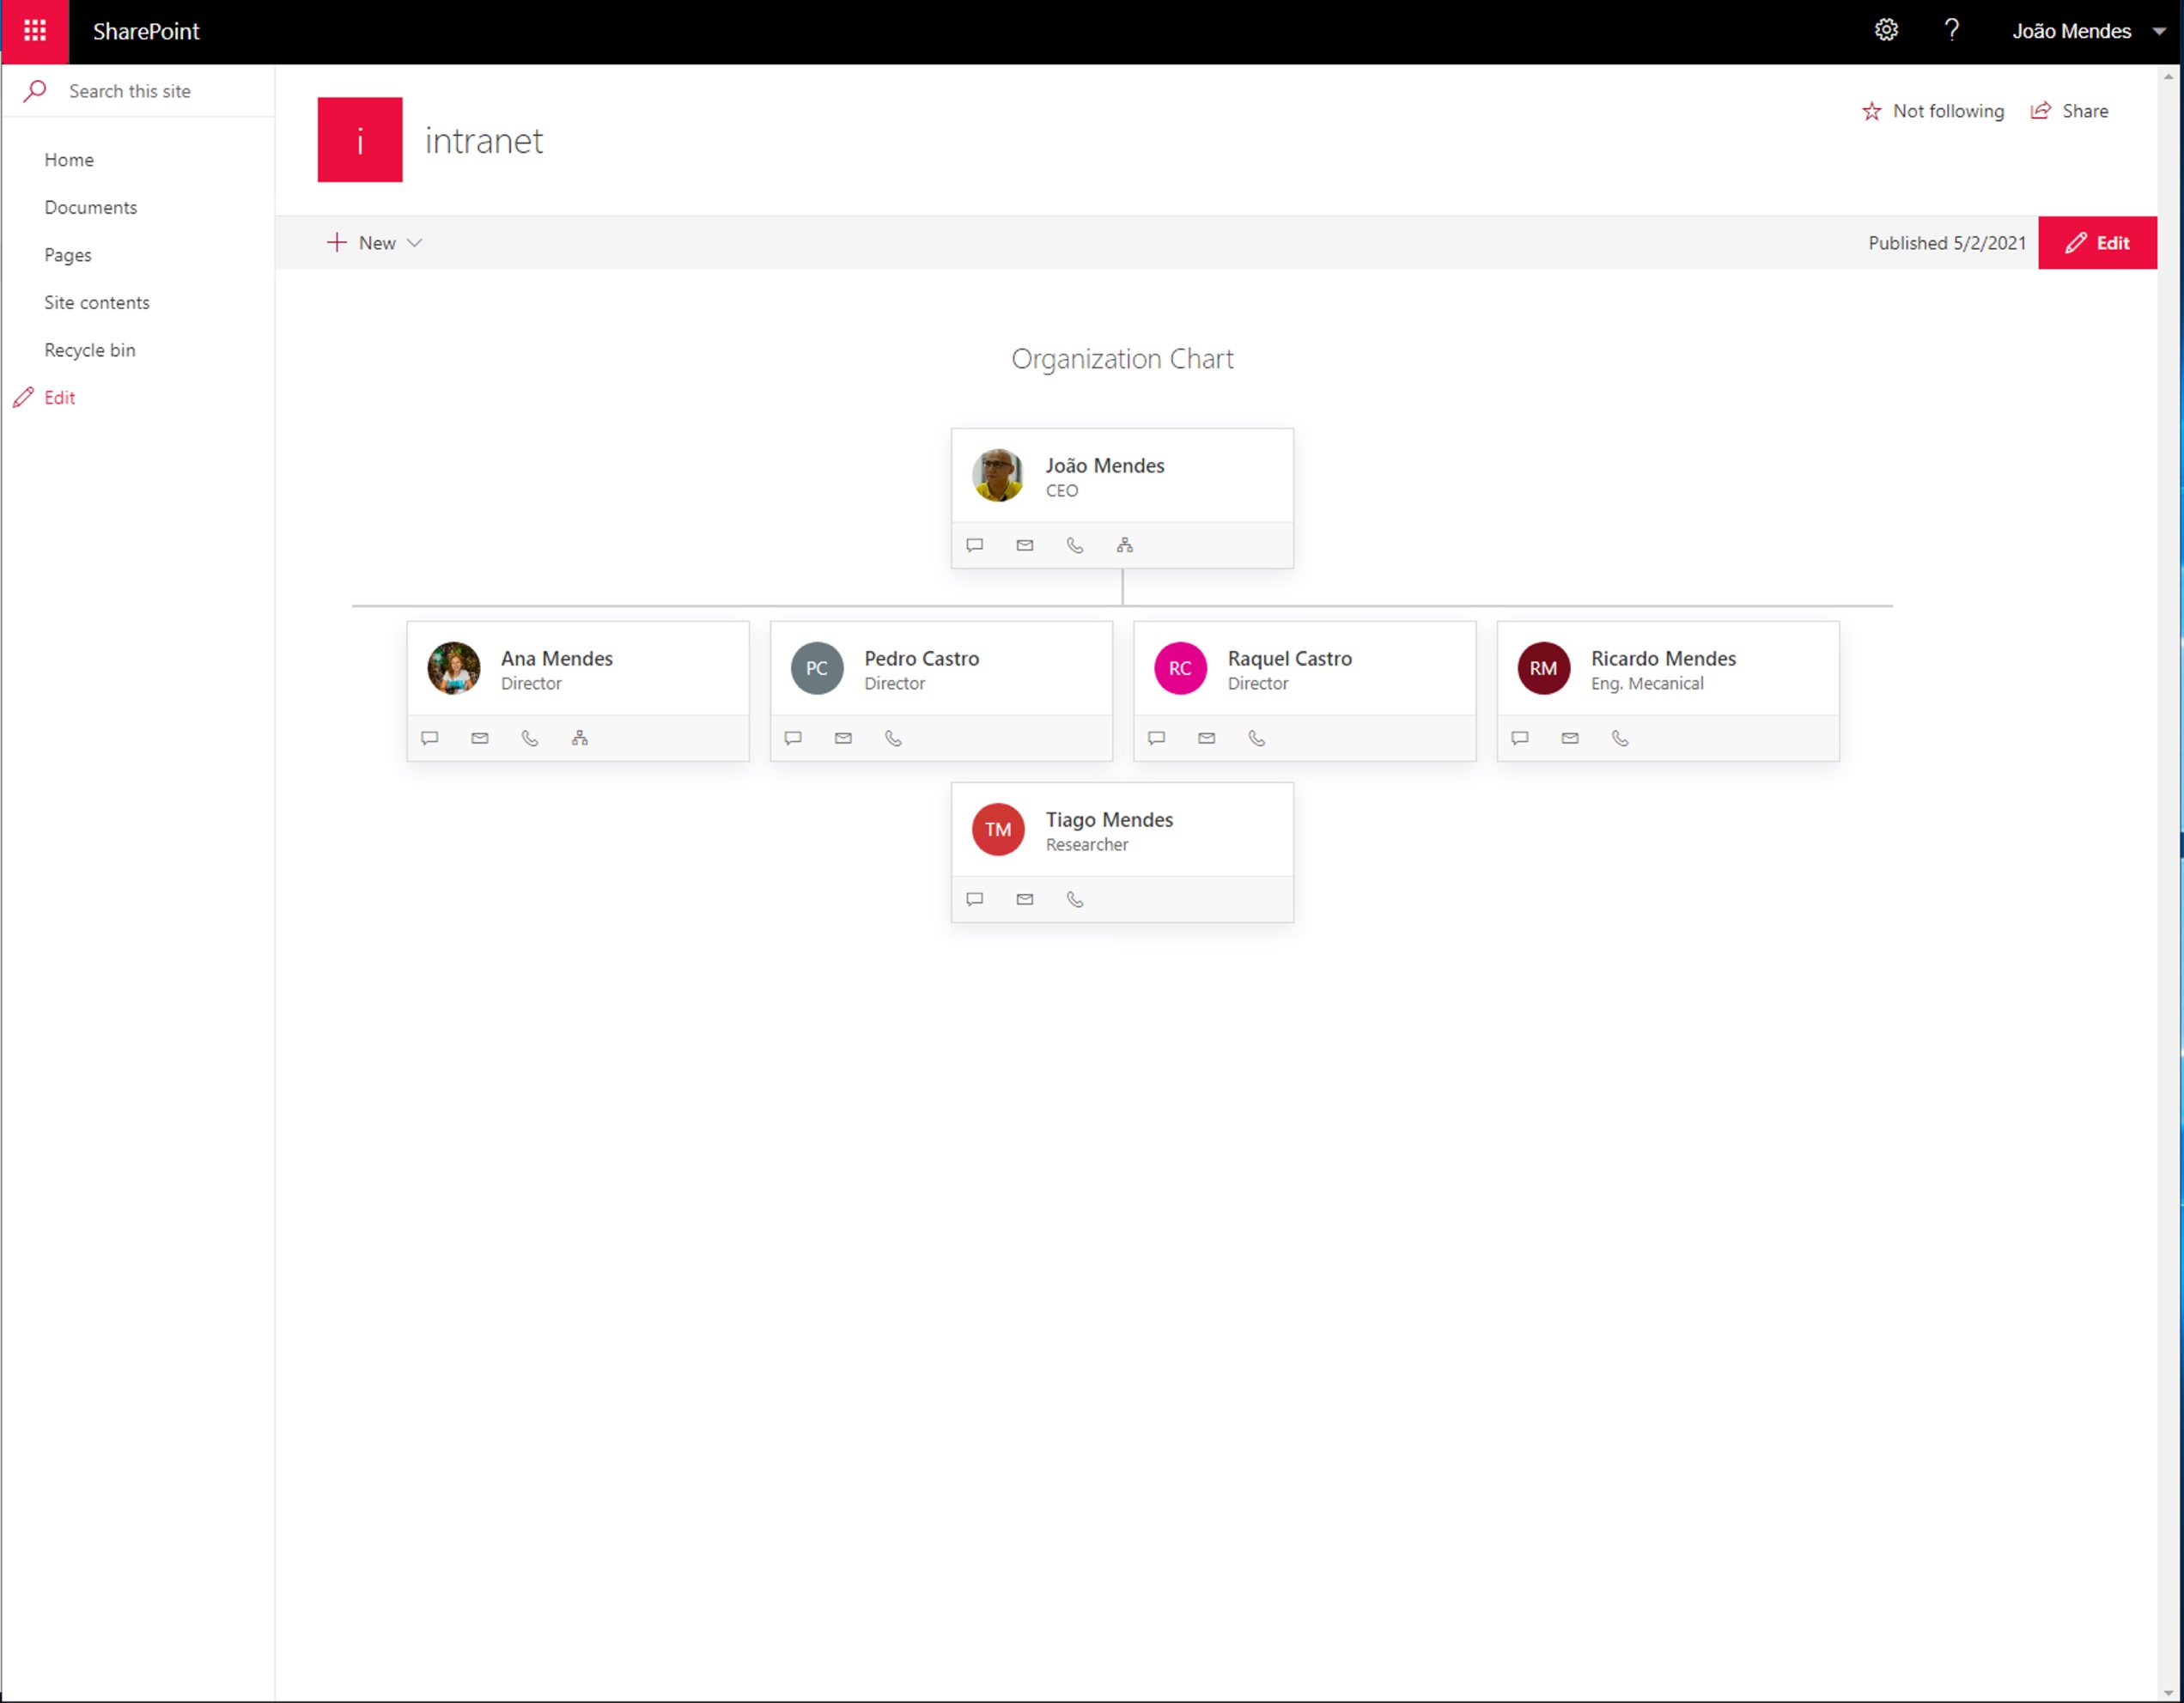 SharePoint
?
João Mendes
Search this site
Home
Documents
Pages
Site contents
Recycle bin
Edit
i
intranet
Not following
Share
New
Published 5/2/2021
Edit
Organization Chart
João Mendes
CEO
Ana Mendes
Director
PC
Pedro Castro
Director
RC
Raquel Castro
Director
RM
Ricardo Mendes
Eng. Mecanical
TM
Tiago Mendes
Researcher